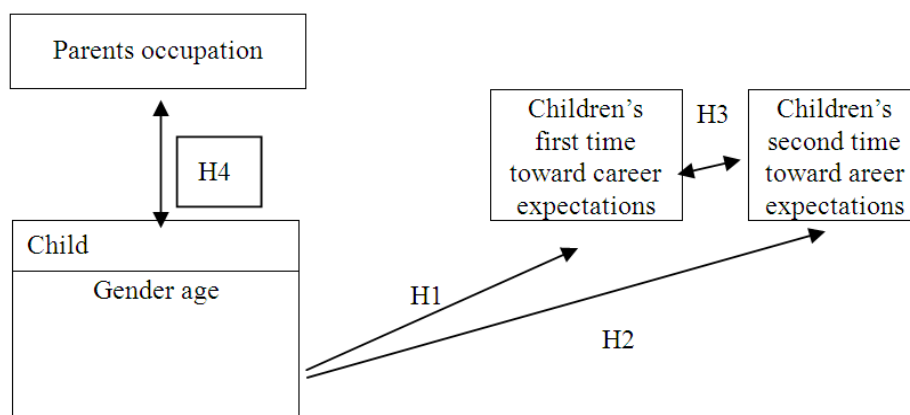 Parents occupation
H4
Child
Gender age
H1
H2
Children's
first time
toward career
expectations
H3
Children's
second time
toward areer
expectations